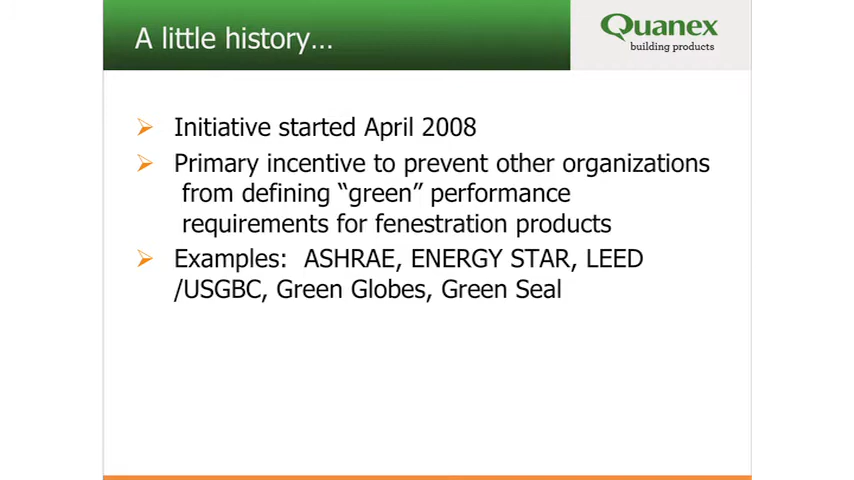 A little history…
Quanex
building products
Initiative started April 2008
Primary incentive to prevent other organizations
from defining “green” performance
requirements for fenestration products
Examples:  ASHRAE, ENERGY STAR, LEED
/USGBC, Green Globes, Green Seal